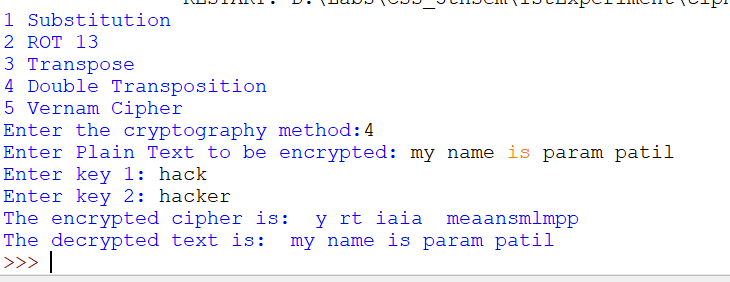 1 Substitution
2 ROT 13
3 Transpose
4 Double Transposition
5 Vernam Cipher
Enter the cryptography method:4
Enter Plain Text to be encrypted: my name is param patil
Enter key 1: hack
Enter key 2: hacker
The encrypted cipher is:  y rt iaia  meaansmlmpp
The decrypted text is:  my name is param patil
>>>